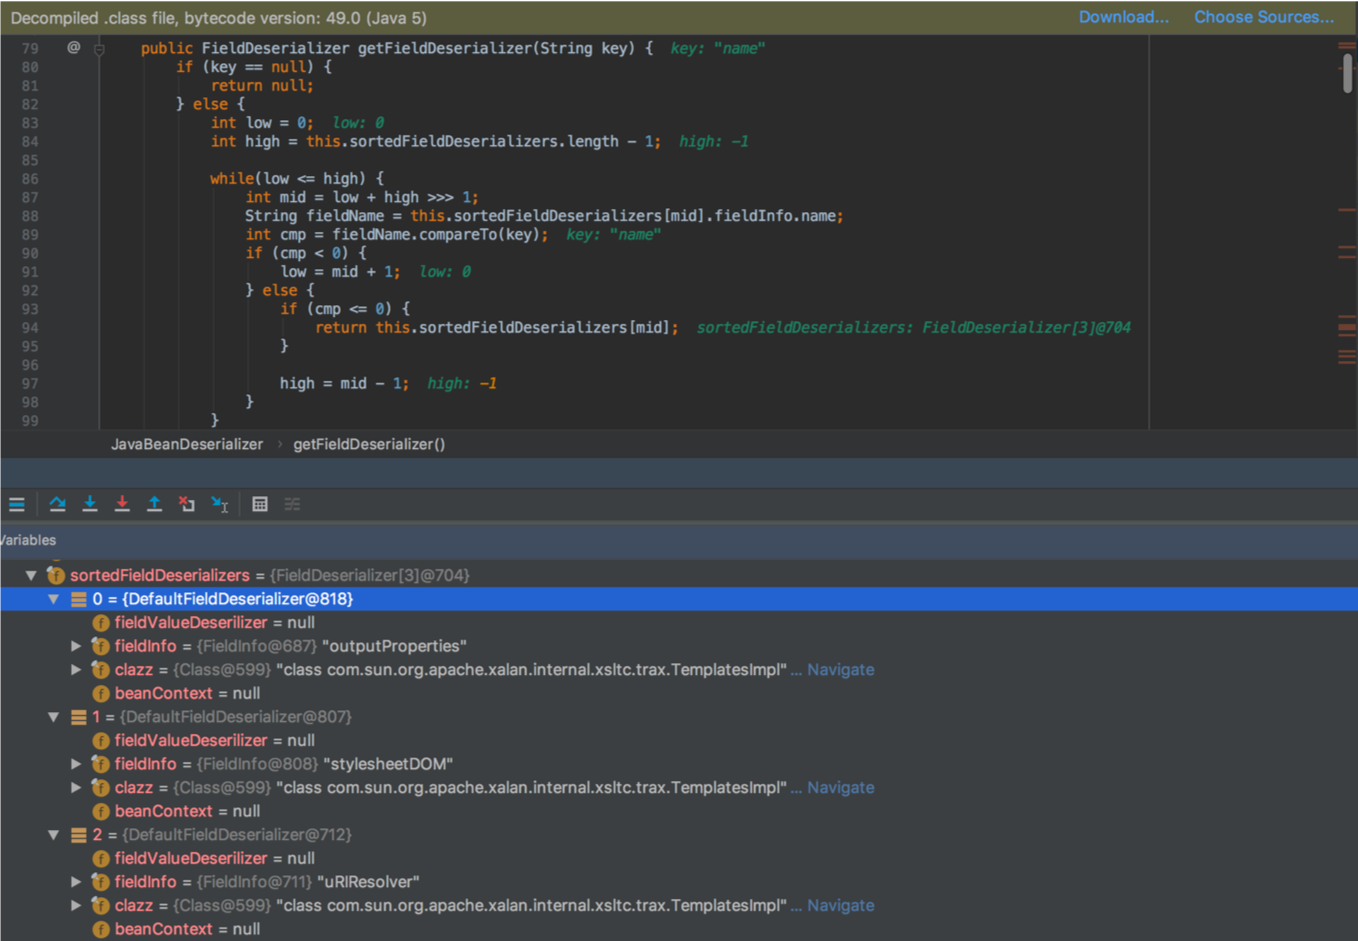 Decompiled .class file, bytecode version: 49.0 (Java 5) Download... Choose Sources...
79 @ public FieldDeserializer getFieldDeserializer(String key) { key: "name"
80 if (key == null) {
81 return null;
82 } else {
83 int low = 0; low: 0
84 int high = this.sortedFieldDeserializers.length - 1; high: -1
85
86 while(low <= high) {
87 int mid = low + high >>> 1;
88 String fieldName = this.sortedFieldDeserializers[mid].fieldInfo.name;
89 int cmp = fieldName.compareTo(key); key: "name"
90 if (cmp < 0) {
91 low = mid + 1; low: 0
92 } else {
93 if (cmp <= 0) {
94 return this.sortedFieldDeserializers[mid]; sortedFieldDeserializers: FieldDeserializer[3]@704
95 }
96
97 high = mid - 1; high: -1
98 }
99 }
JavaBeanDeserializer › getFieldDeserializer()
Variables
f sortedFieldDeserializers = {FieldDeserializer[3]@704}
0 = {DefaultFieldDeserializer@818}
f fieldValueDeserilizer = null
f fieldInfo = {FieldInfo@687} "outputProperties"
f clazz = {Class@599} "class com.sun.org.apache.xalan.internal.xsltc.trax.TemplatesImpl" ... Navigate
f beanContext = null
1 = {DefaultFieldDeserializer@807}
f fieldValueDeserilizer = null
f fieldInfo = {FieldInfo@808} "stylesheetDOM"
f clazz = {Class@599} "class com.sun.org.apache.xalan.internal.xsltc.trax.TemplatesImpl" ... Navigate
f beanContext = null
2 = {DefaultFieldDeserializer@712}
f fieldValueDeserilizer = null
f fieldInfo = {FieldInfo@711} "uRIResolver"
f clazz = {Class@599} "class com.sun.org.apache.xalan.internal.xsltc.trax.TemplatesImpl" ... Navigate
f beanContext = null